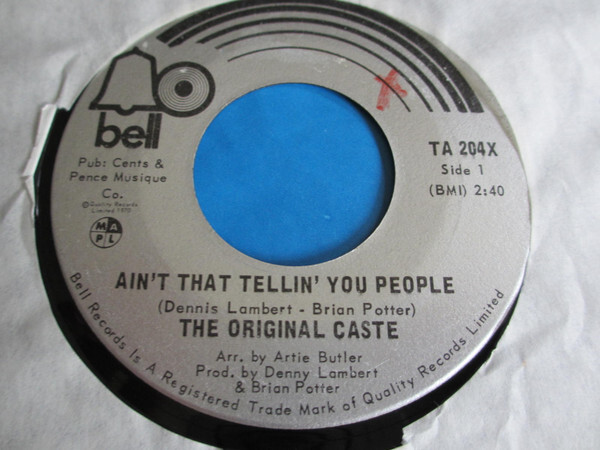 bell
Pub: Cents &
Pence Musique
Co.
TA 204X
Side 1
(BMI) 2:40
MAPL
AIN'T THAT TELLIN' YOU PEOPLE
(Dennis Lambert - Brian Potter)
THE ORIGINAL CASTE
Arr. by Artie Butler
Prod. by Denny Lambert
& Brian Potter
Bell Records Is A Registered Trade Mark of Quality Records Limited